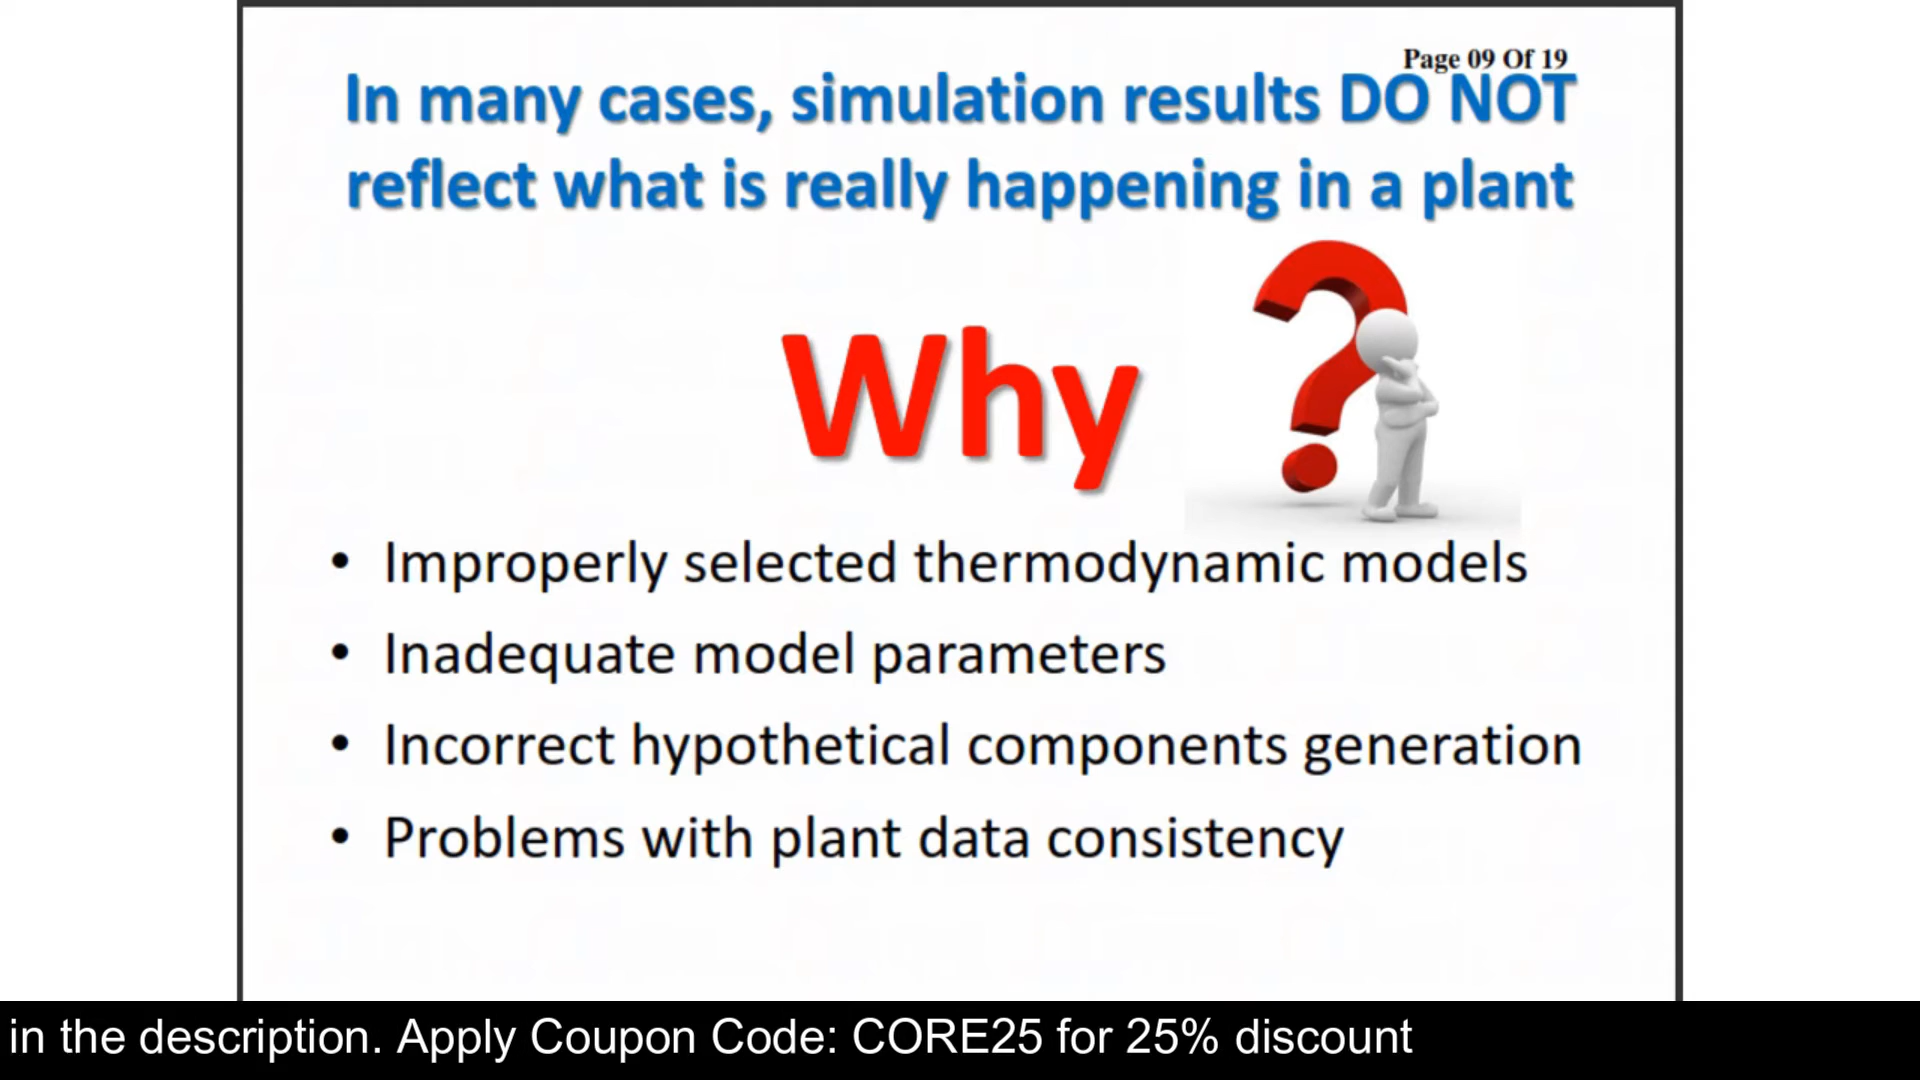 Page 09 Of 19
In many cases, simulation results DO NOT
reflect what is really happening in a plant
Why
• Improperly selected thermodynamic models
• Inadequate model parameters
• Incorrect hypothetical components generation
• Problems with plant data consistency
in the description. Apply Coupon Code: CORE25 for 25% discount